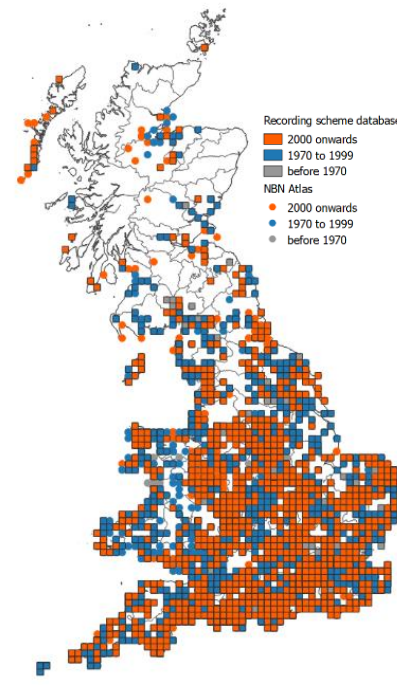 Recording scheme database
2000 onwards
1970 to 1999
before 1970
NBN Atlas
2000 onwards
1970 to 1999
before 1970